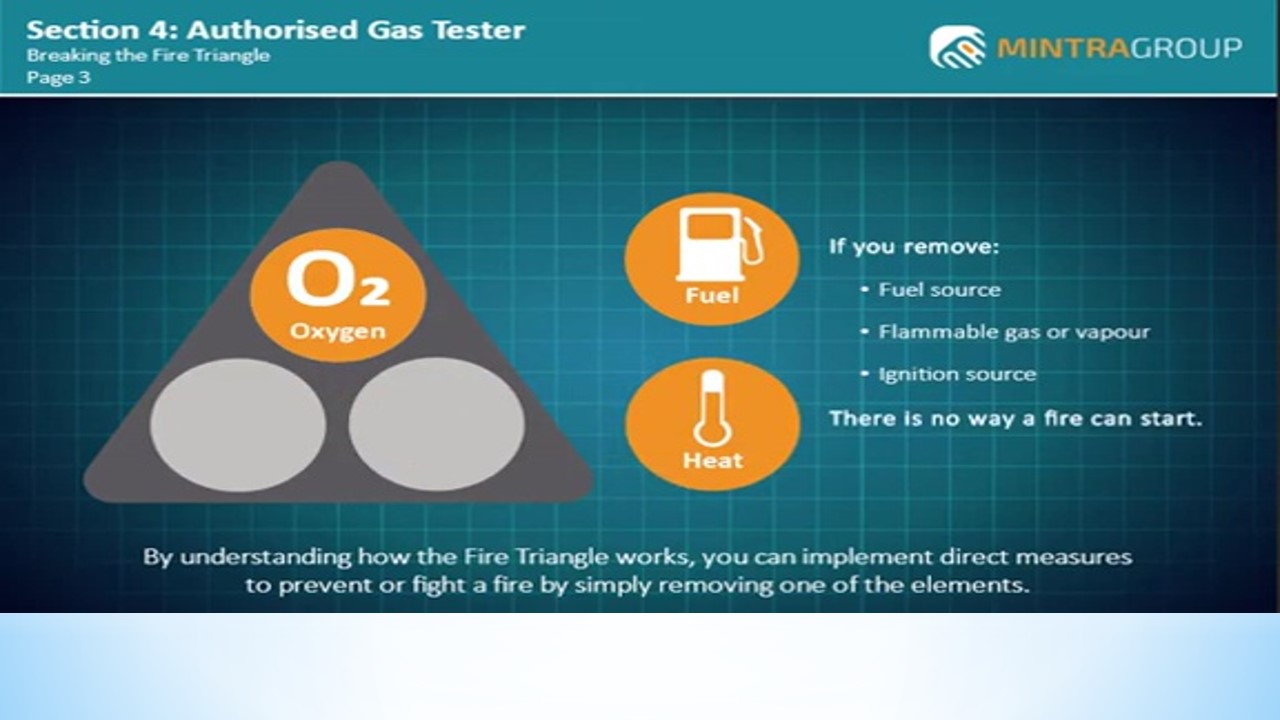 Section 4: Authorised Gas Tester
Breaking the Fire Triangle
Page 3
MINTRAGROUP
O₂
Oxygen
Fuel
Heat
If you remove:
• Fuel source
• Flammable gas or vapour
• Ignition source
There is no way a fire can start.
By understanding how the Fire Triangle works, you can implement direct measures
to prevent or fight a fire by simply removing one of the elements.